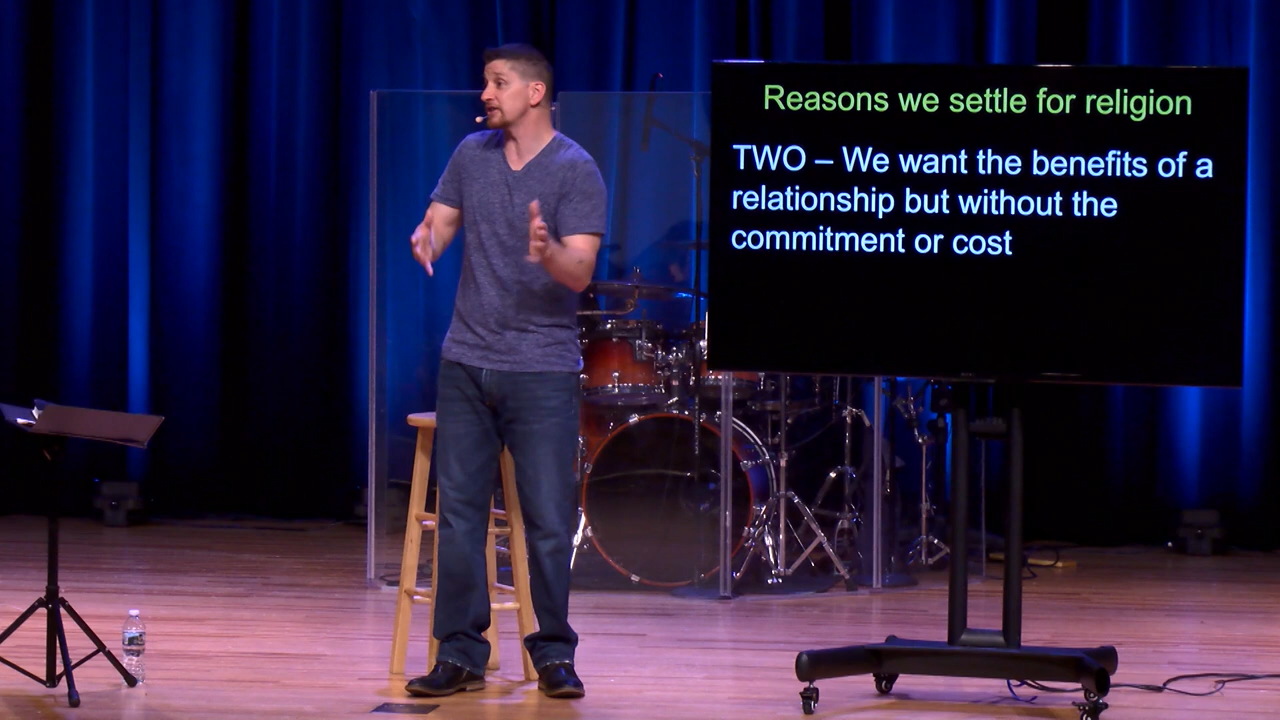 Reasons we settle for religion
TWO – We want the benefits of a
relationship but without the
commitment or cost